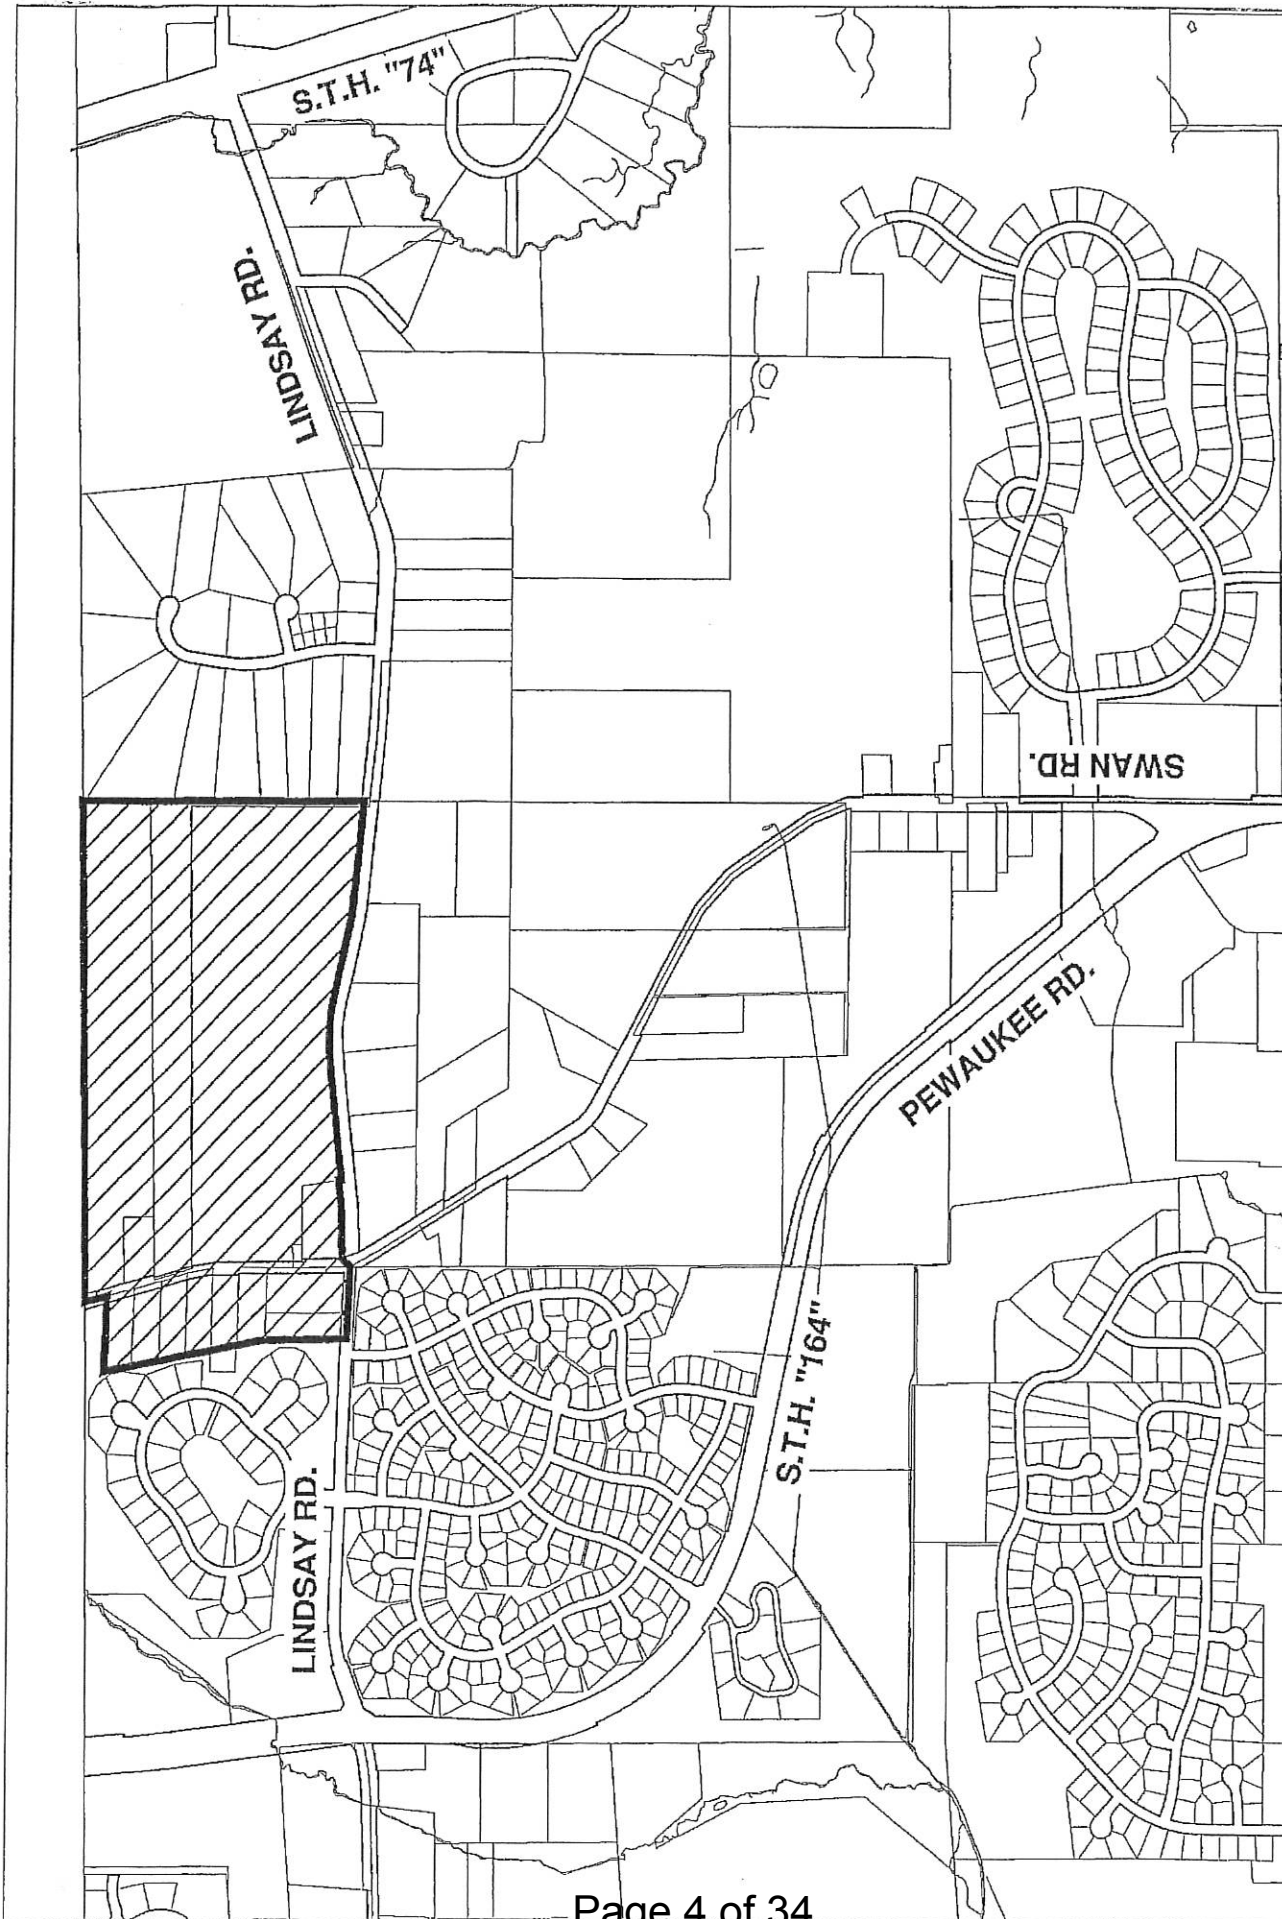 S.T.H. "74"
LINDSAY RD.
SWAN RD.
PEWAUKEE RD.
S.T.H. "164"
LINDSAY RD.
Page 4 of 34